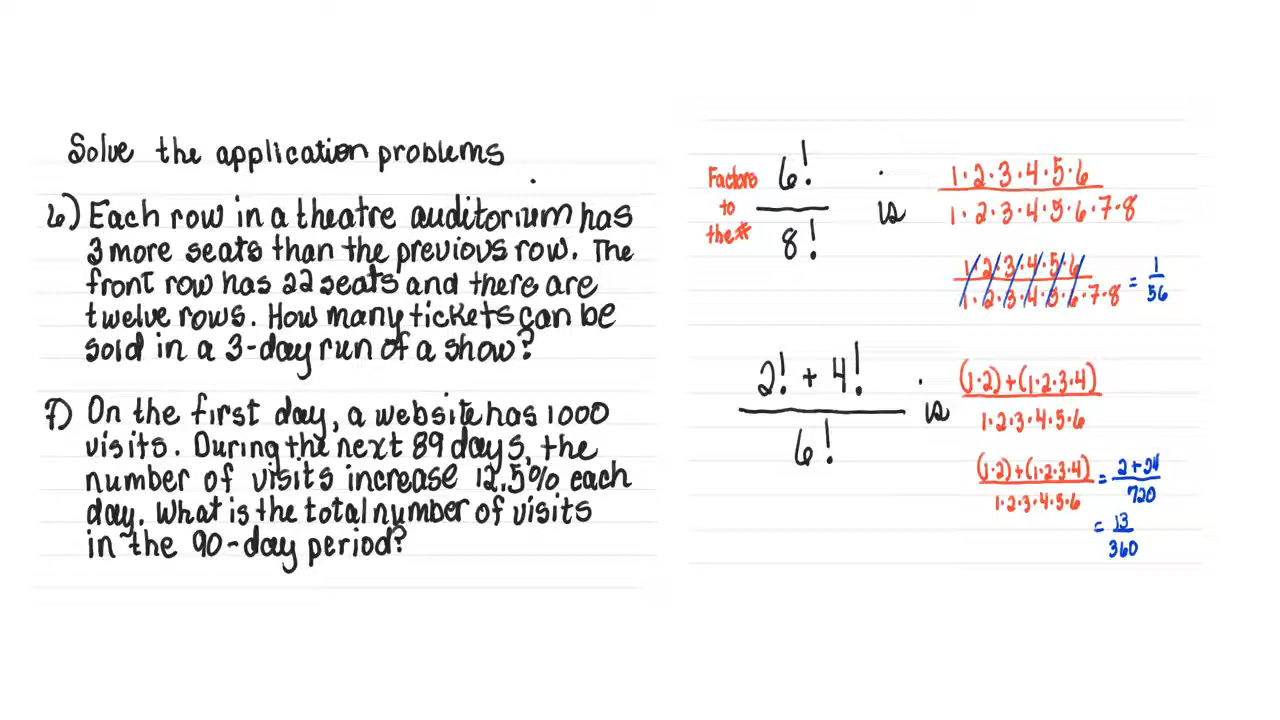 Solve the application problems
6) Each row in a theatre auditorium has
3 more seats than the previous row. The
front row has 22 seats and there are
twelve rows. How many tickets can be
sold in a 3-day run of a show?
7) On the first day, a website has 1000
visits. During the next 89 days, the
number of visits increase 12.5% each
day. What is the total number of visits
in the 90-day period?
Factors
to
the #
6!
8!
is
1·2·3·4·5·6
1·2·3·4·5·6·7·8
1·2·3·4·5·6
1·2·3·4·5·6·7·8
= 1
56
2! + 4!
6!
is
(1·2)+(1·2·3·4)
1·2·3·4·5·6
(1·2)+(1·2·3·4)
1·2·3·4·5·6
= 2+24
720
= 13
360